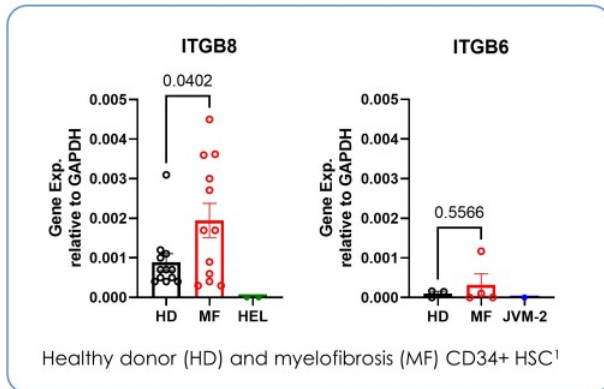 ITGB8
ITGB6
0.0402
0.005
0.004
0.003
0.002
0.001
0.000
Gene Exp.
relative to GAPDH
HD MF HEL
0.005
0.004
0.003
0.002
0.001
0.000
Gene Exp.
relative to GAPDH
0.5566
HD MF JVM-2
Healthy donor (HD) and myelofibrosis (MF) CD34+ HSC¹